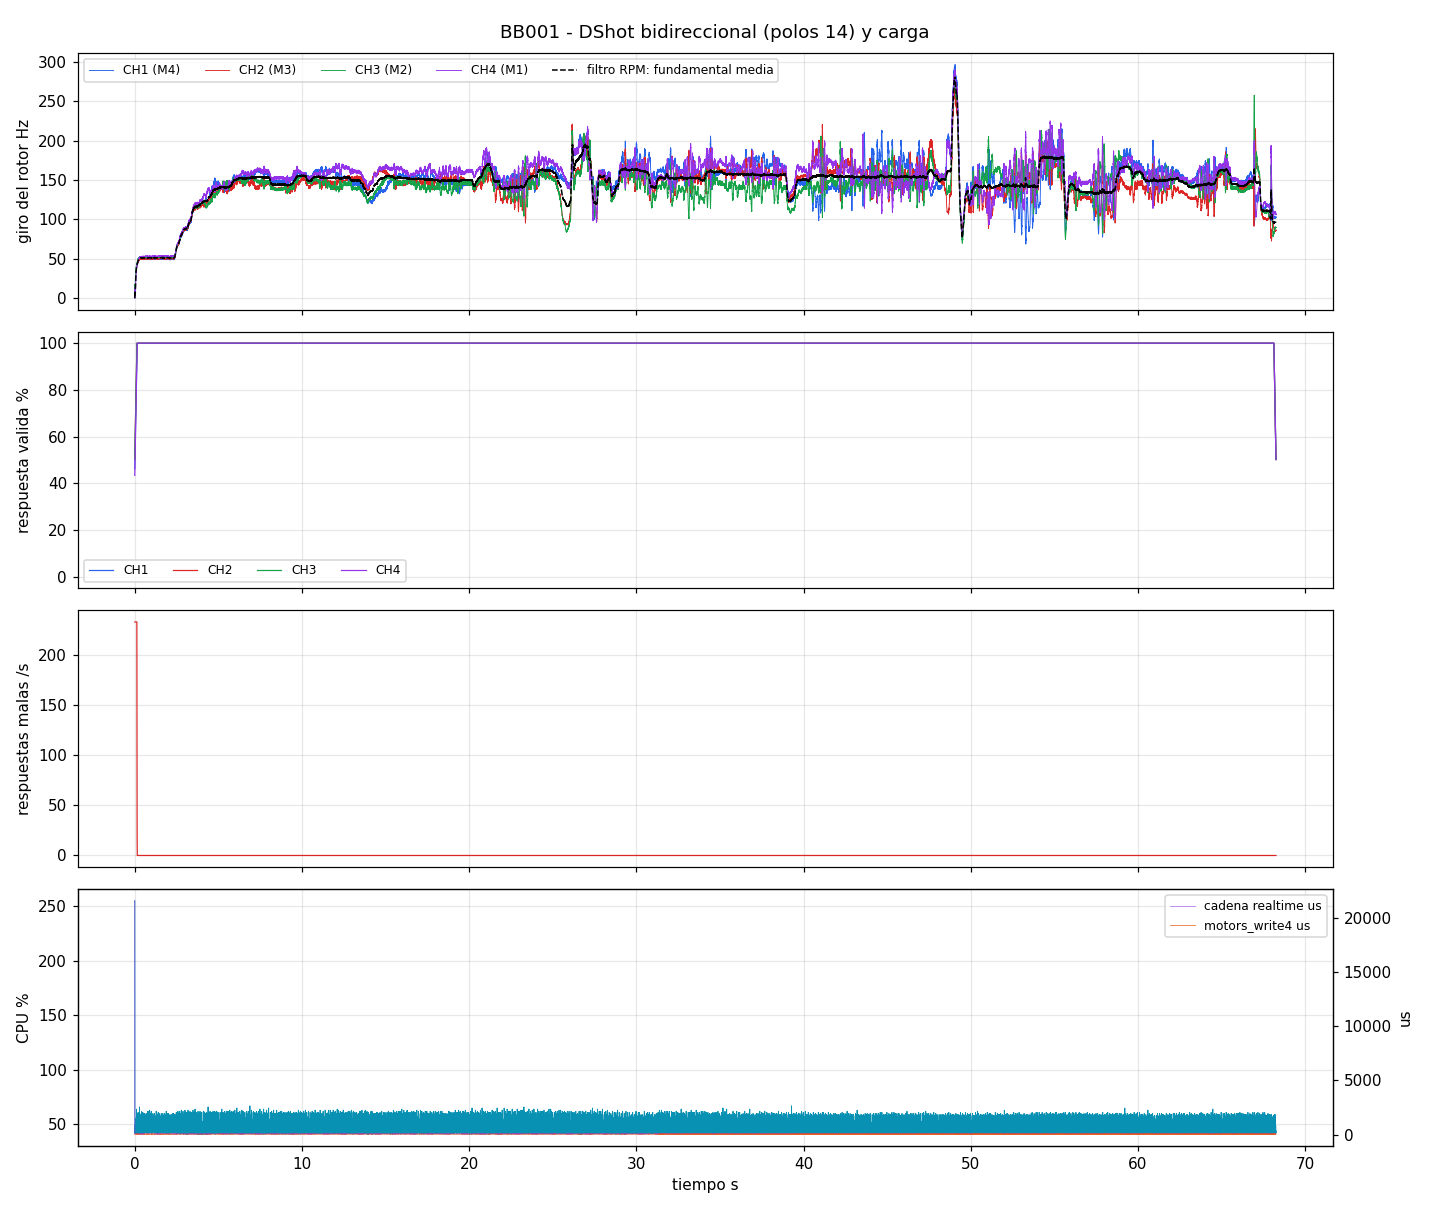 BB001 - DShot bidireccional (polos 14) y carga
CH1 (M4) CH2 (M3) CH3 (M2) CH4 (M1) filtro RPM: fundamental media
giro del rotor Hz
300
250
200
150
100
50
0
respuesta valida %
100
80
60
40
20
0
CH1 CH2 CH3 CH4
respuestas malas /s
200
150
100
50
0
CPU %
250
200
150
100
50
cadena realtime us
motors_write4 us
20000
15000
10000
5000
0
us
0 10 20 30 40 50 60 70
tiempo s